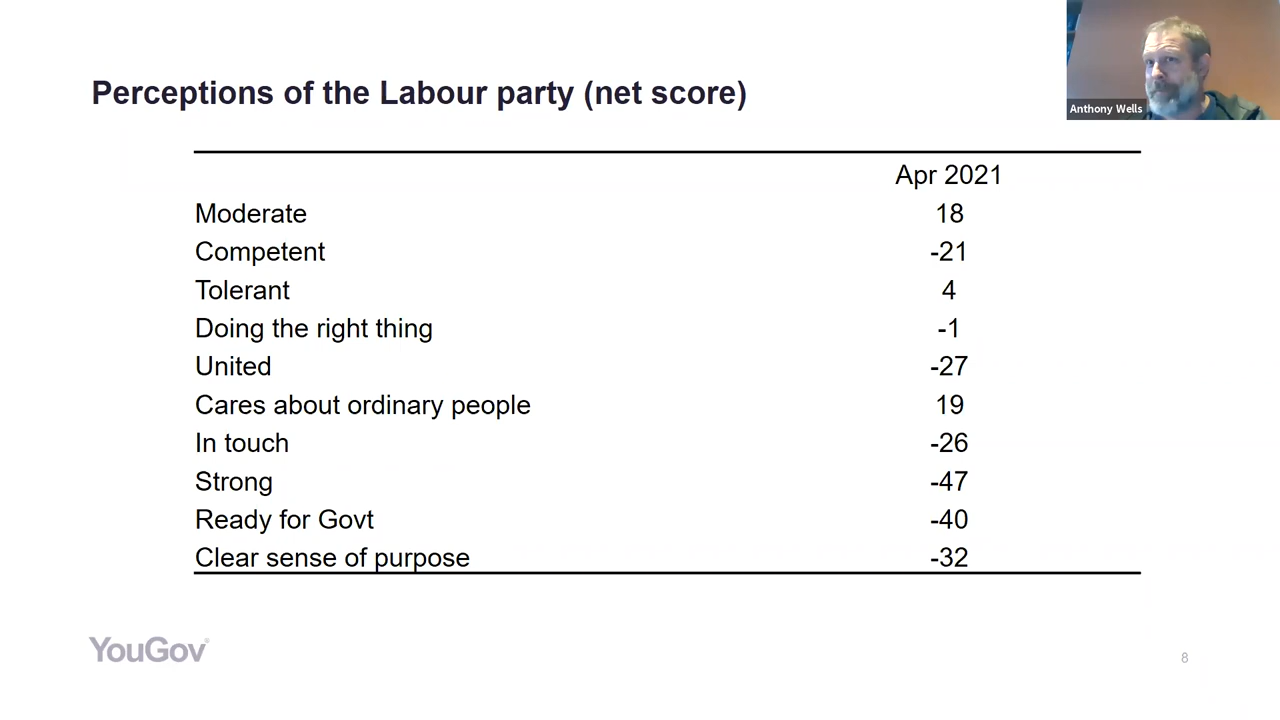 Perceptions of the Labour party (net score)
Anthony Wells
Apr 2021
Moderate 18
Competent -21
Tolerant 4
Doing the right thing -1
United -27
Cares about ordinary people 19
In touch -26
Strong -47
Ready for Govt -40
Clear sense of purpose -32
YouGov®
8